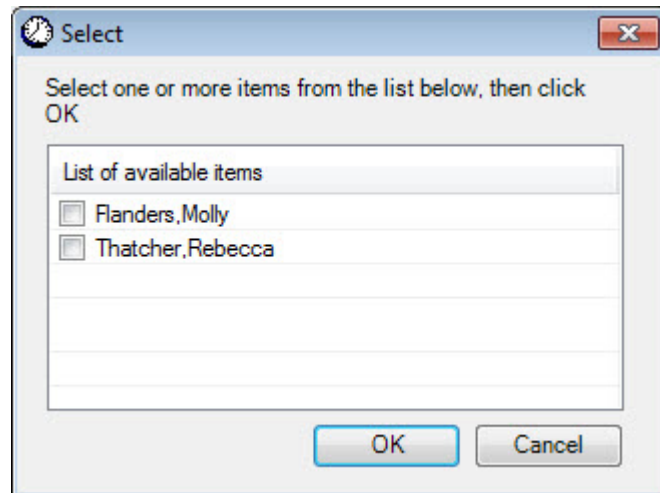 Select
Select one or more items from the list below, then click
OK
List of available items
Flanders,Molly
Thatcher,Rebecca
OK
Cancel